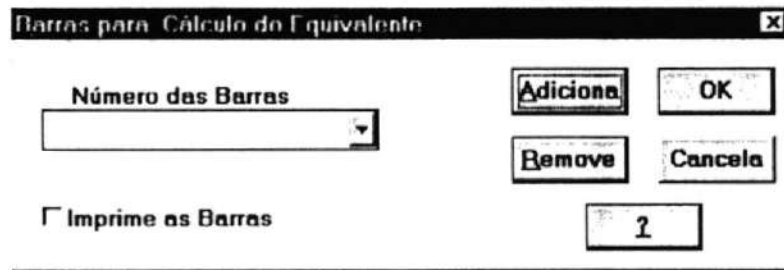 Barras para Cálculo do Equivalente
Número das Barras
Adiciona
OK
Remove
Cancela
Imprime as Barras
?